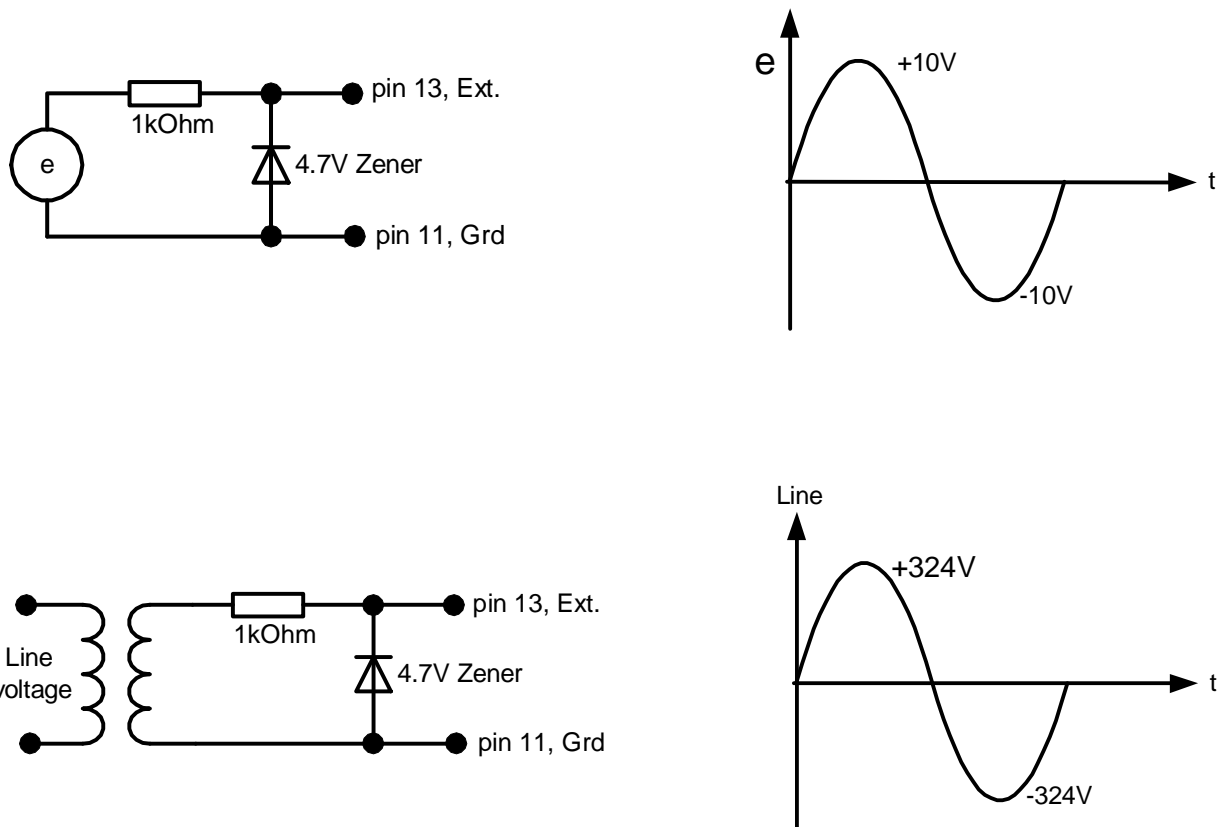 e
+10V
pin 13, Ext.
1kOhm
e
4.7V Zener
t
pin 11, Grd
-10V
Line
+324V
pin 13, Ext.
1kOhm
Line
voltage
4.7V Zener
t
pin 11, Grd
-324V